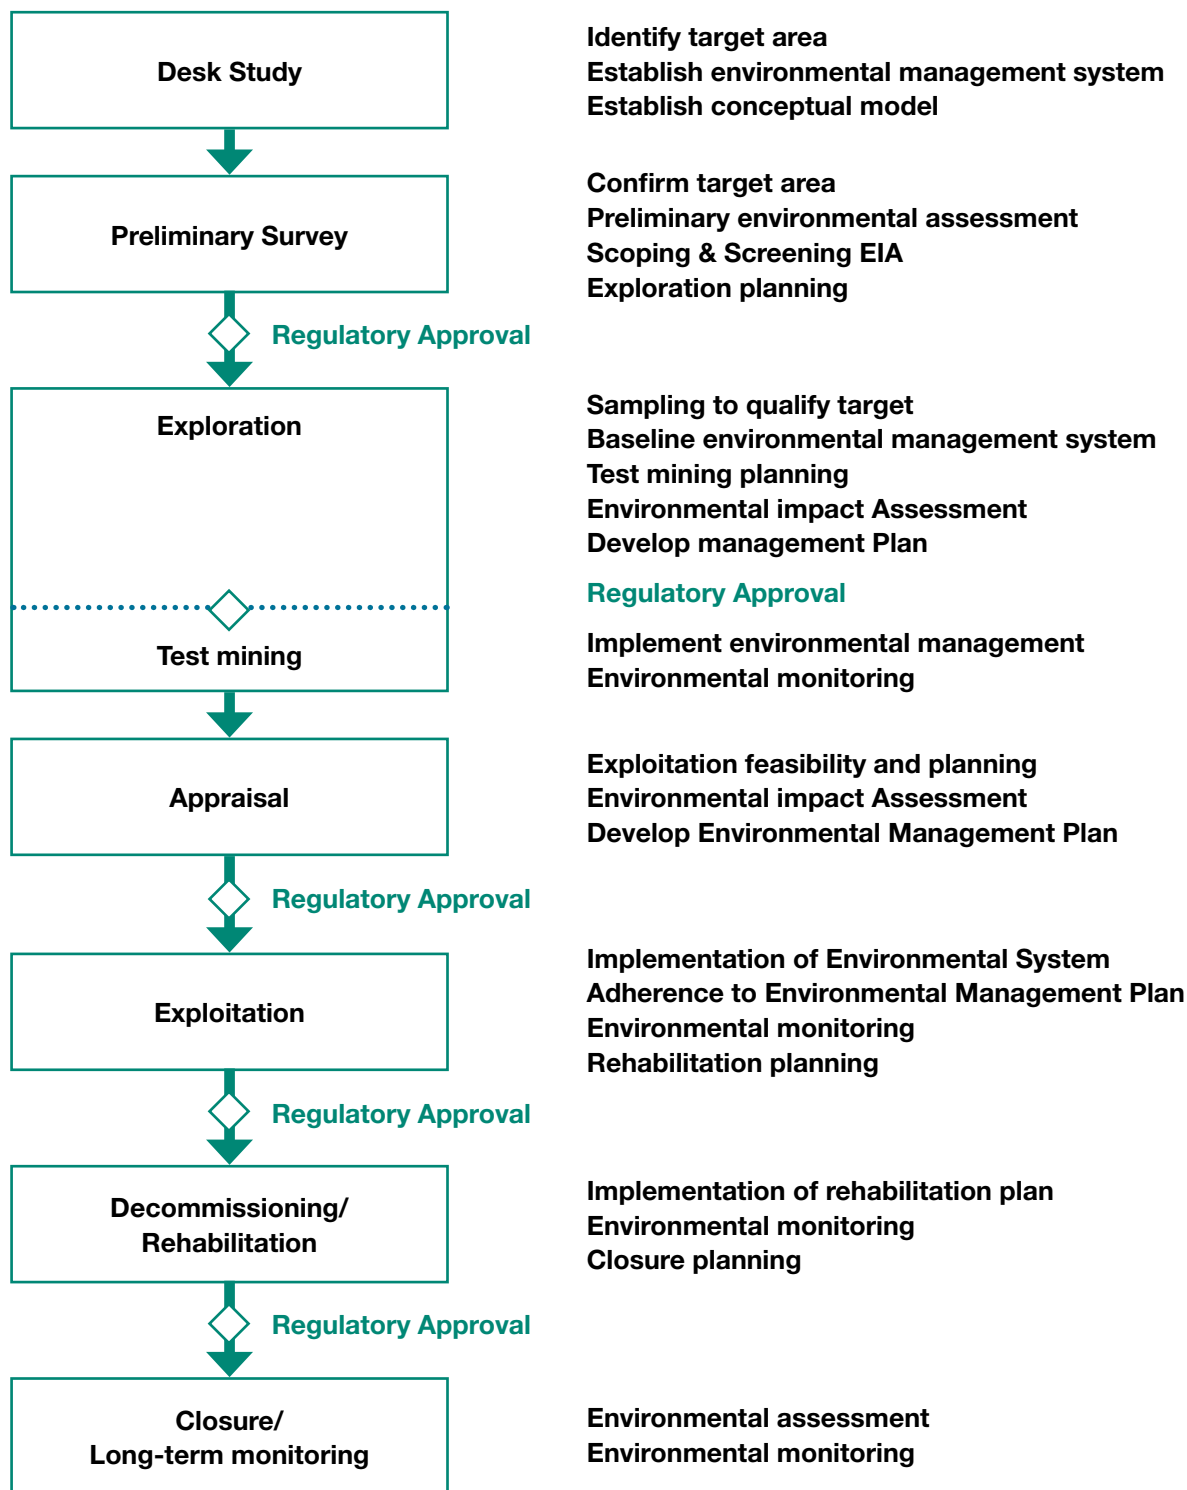 Desk Study
Identify target area
Establish environmental management system
Establish conceptual model
Preliminary Survey
Confirm target area
Preliminary environmental assessment
Scoping & Screening EIA
Exploration planning
Regulatory Approval
Exploration
Sampling to qualify target
Baseline environmental management system
Test mining planning
Environmental impact Assessment
Develop management Plan
Regulatory Approval
Test mining
Implement environmental management
Environmental monitoring
Appraisal
Exploitation feasibility and planning
Environmental impact Assessment
Develop Environmental Management Plan
Regulatory Approval
Exploitation
Implementation of Environmental System
Adherence to Environmental Management Plan
Environmental monitoring
Rehabilitation planning
Regulatory Approval
Decommissioning/
Rehabilitation
Implementation of rehabilitation plan
Environmental monitoring
Closure planning
Regulatory Approval
Closure/
Long-term monitoring
Environmental assessment
Environmental monitoring